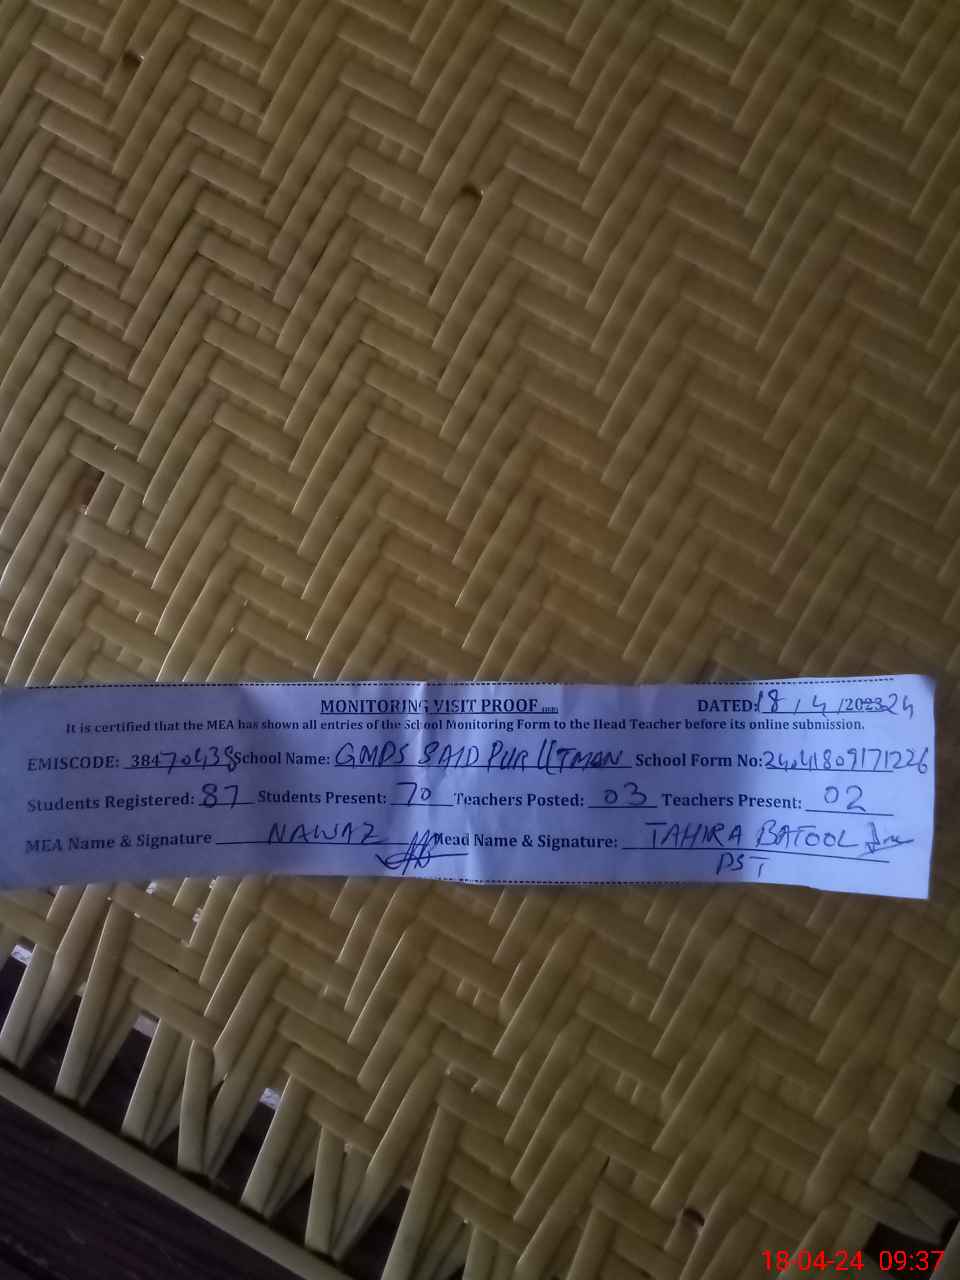 MONITORING VISIT PROOF DATED: 18 / 4 /202324
It is certified that the MEA has shown all entries of the School Monitoring Form to the Head Teacher before its online submission.
EMISCODE: 38470438 School Name: GMPS SAID PUR UTMAN School Form No: 24041809171226
Students Registered: 87 Students Present: 70 Teachers Posted: 03 Teachers Present: 02
MEA Name & Signature NAWAZ Head Name & Signature: TAHIRA BATOOL
PST
18-04-24 09:37